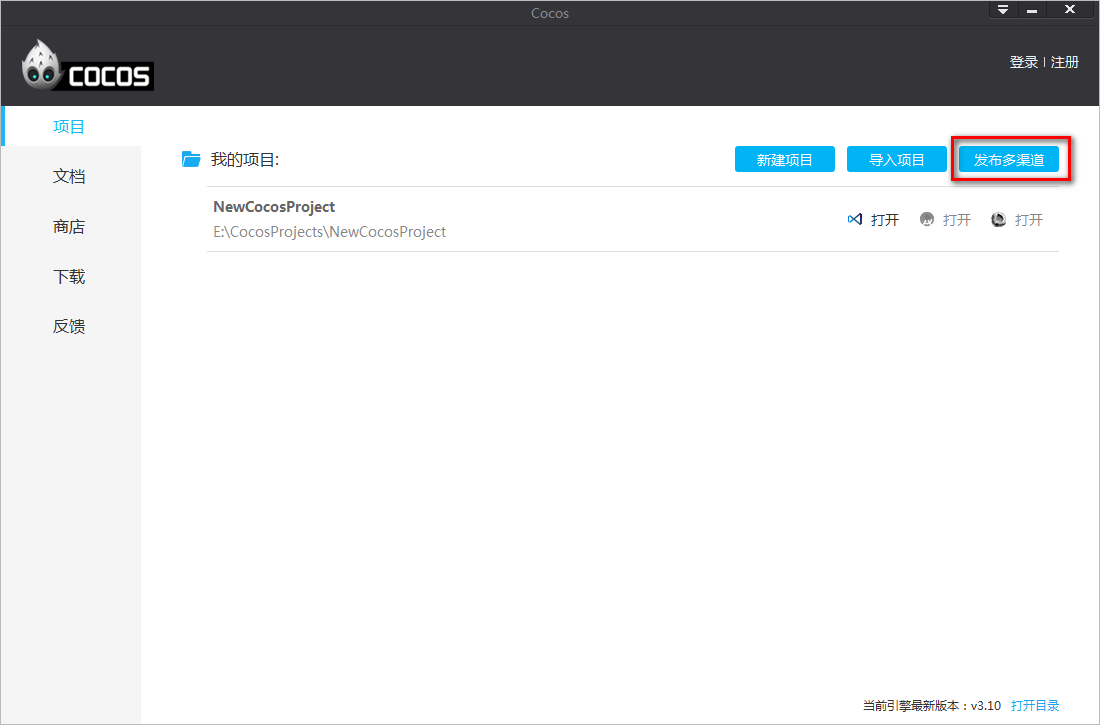 Cocos
COCOS
登录 | 注册
项目
文档
商店
下载
反馈
我的项目:
新建项目 导入项目 发布多渠道
NewCocosProject
打开 打开 打开
E:\CocosProjects\NewCocosProject
当前引擎最新版本：v3.10 打开目录